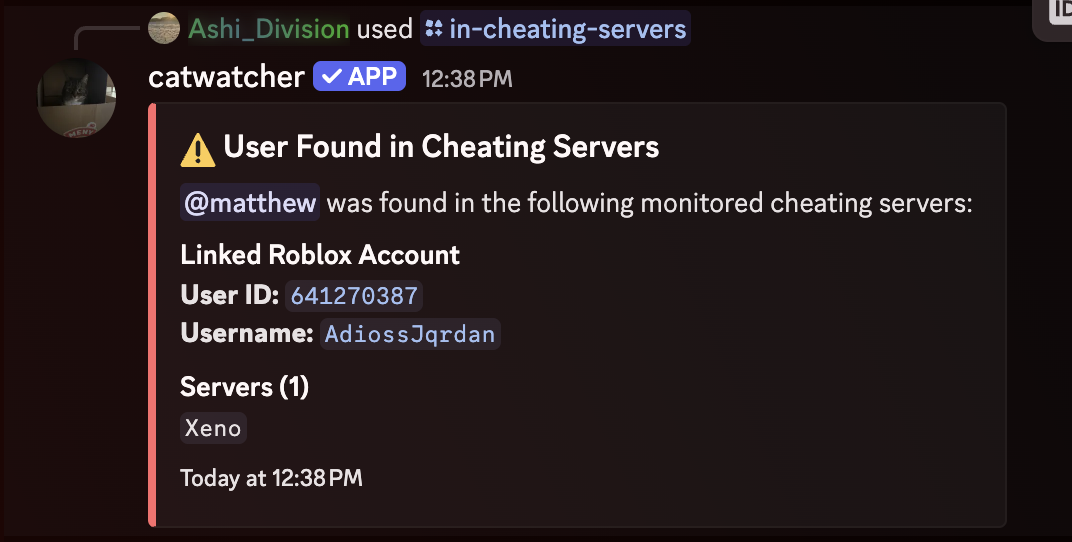 ID
Ashi_Division used in-cheating-servers
catwatcher ✓ APP 12:38 PM
User Found in Cheating Servers
@matthew was found in the following monitored cheating servers:
Linked Roblox Account
User ID: 641270387
Username: AdiossJqrdan
Servers (1)
Xeno
Today at 12:38 PM